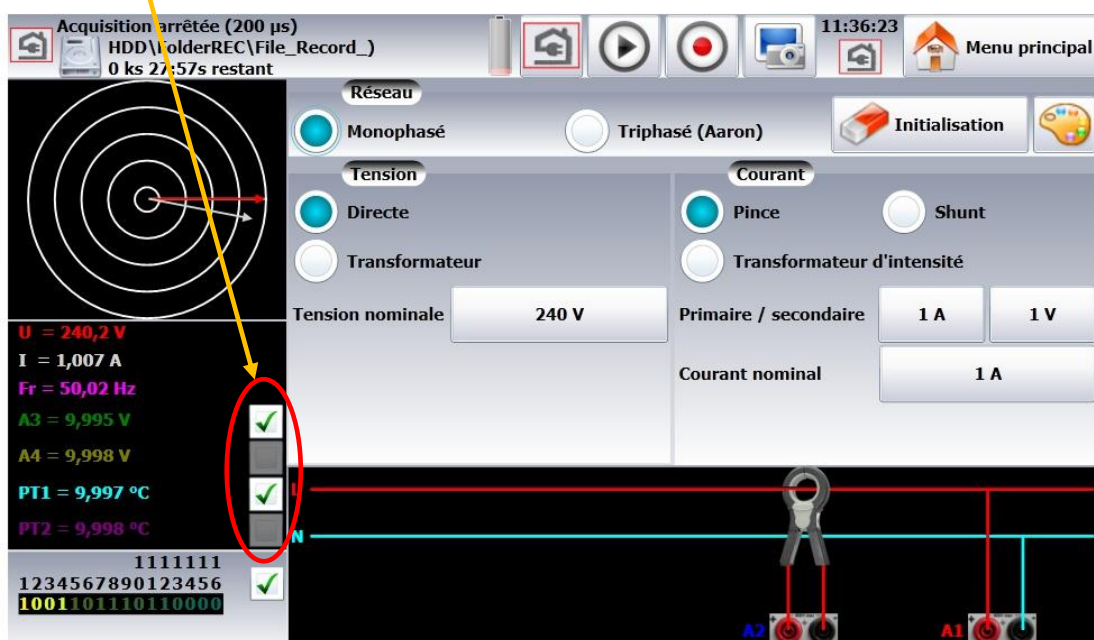 Acquisition arrêtée (200 µs)
HDD\FolderREC\File_Record_)
0 ks 27:57s restant
11:36:23
Menu principal
Réseau
Monophasé
Triphasé (Aaron)
Initialisation
Tension
Directe
Transformateur
Tension nominale
240 V
Courant
Pince
Shunt
Transformateur d'intensité
Primaire / secondaire
1 A
1 V
Courant nominal
1 A
U = 240,2 V
I = 1,007 A
Fr = 50,02 Hz
A3 = 9,995 V
A4 = 9,998 V
PT1 = 9,997 °C
PT2 = 9,998 °C
1111111
1234567890123456
1001101110110000
L
N
A2
A1